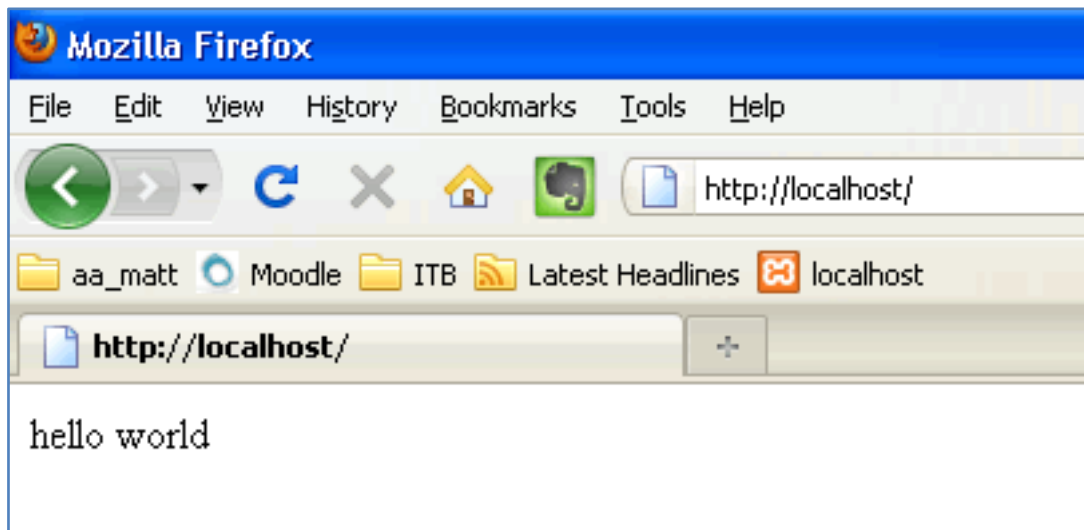 Mozilla Firefox
File Edit View History Bookmarks Tools Help
http://localhost/
aa_matt Moodle ITB Latest Headlines localhost
http://localhost/
hello world